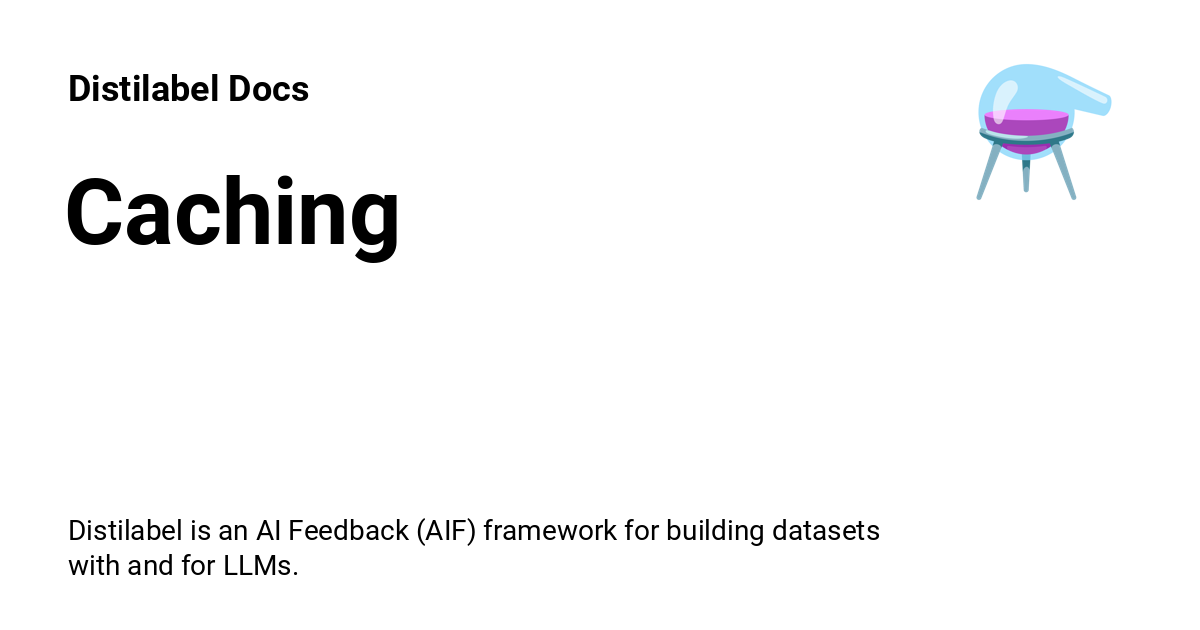 Distilabel Docs
Caching
Distilabel is an AI Feedback (AIF) framework for building datasets
with and for LLMs.